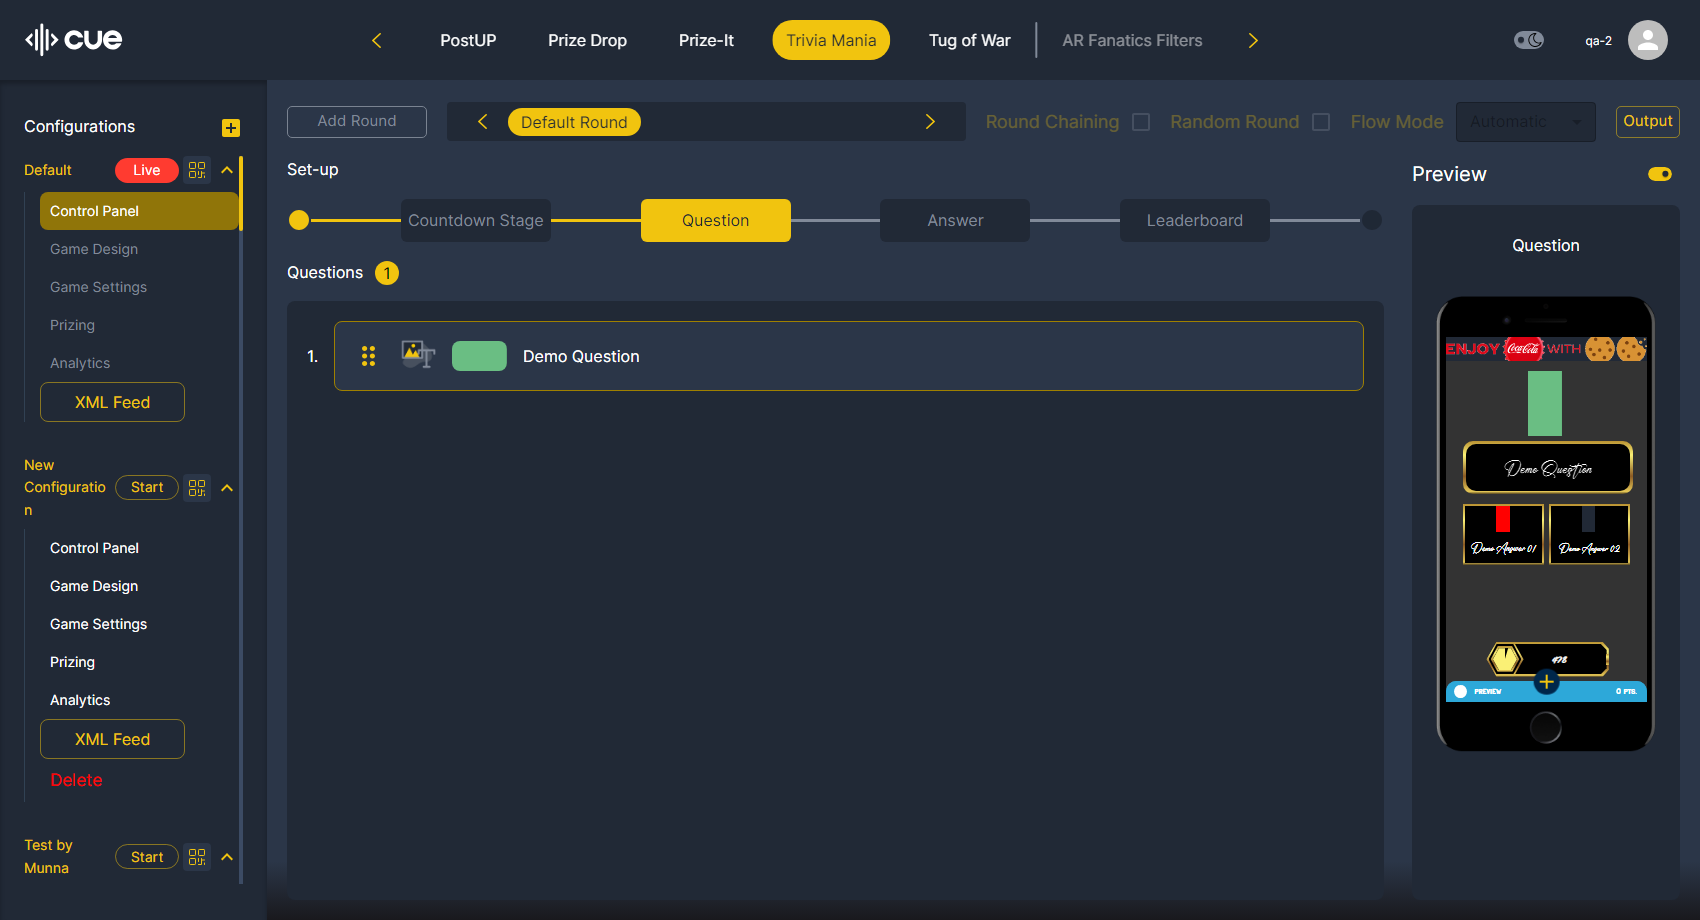 cue
PostUP
Prize Drop
Prize-It
Trivia Mania
Tug of War
AR Fanatics Filters
qa-2
Configurations
Default
Live
Control Panel
Game Design
Game Settings
Prizing
Analytics
XML Feed
New
Configuratio
n
Start
Control Panel
Game Design
Game Settings
Prizing
Analytics
XML Feed
Delete
Test by
Munna
Start
Add Round
Default Round
Round Chaining
Random Round
Flow Mode
Automatic
Output
Set-up
Countdown Stage
Question
Answer
Leaderboard
Questions 1
1.
Demo Question
Preview
Question
ENJOY Coca-Cola WITH
Demo Question
Demo Answer 01
Demo Answer 02
PREVIEW
0 PTS.